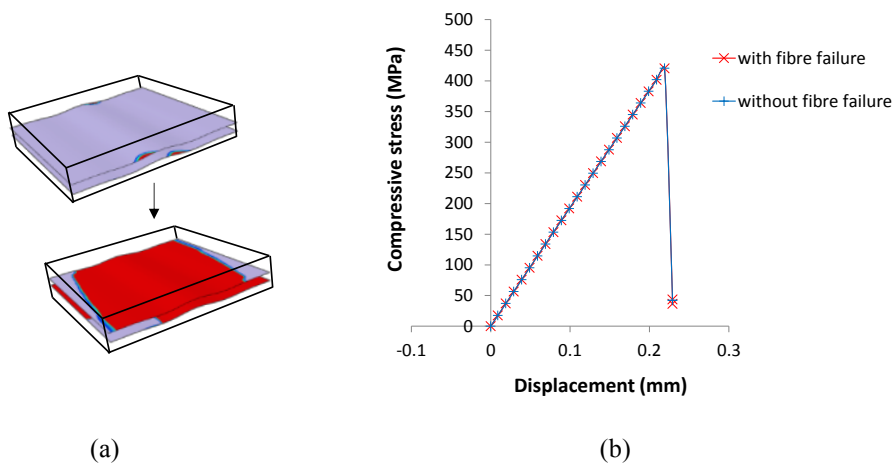 500
450
400
350
300
250
200
150
100
50
0
-0.1
0
0.1
0.2
0.3
Compressive stress (MPa)
Displacement (mm)
with fibre failure
without fibre failure
(a)
(b)